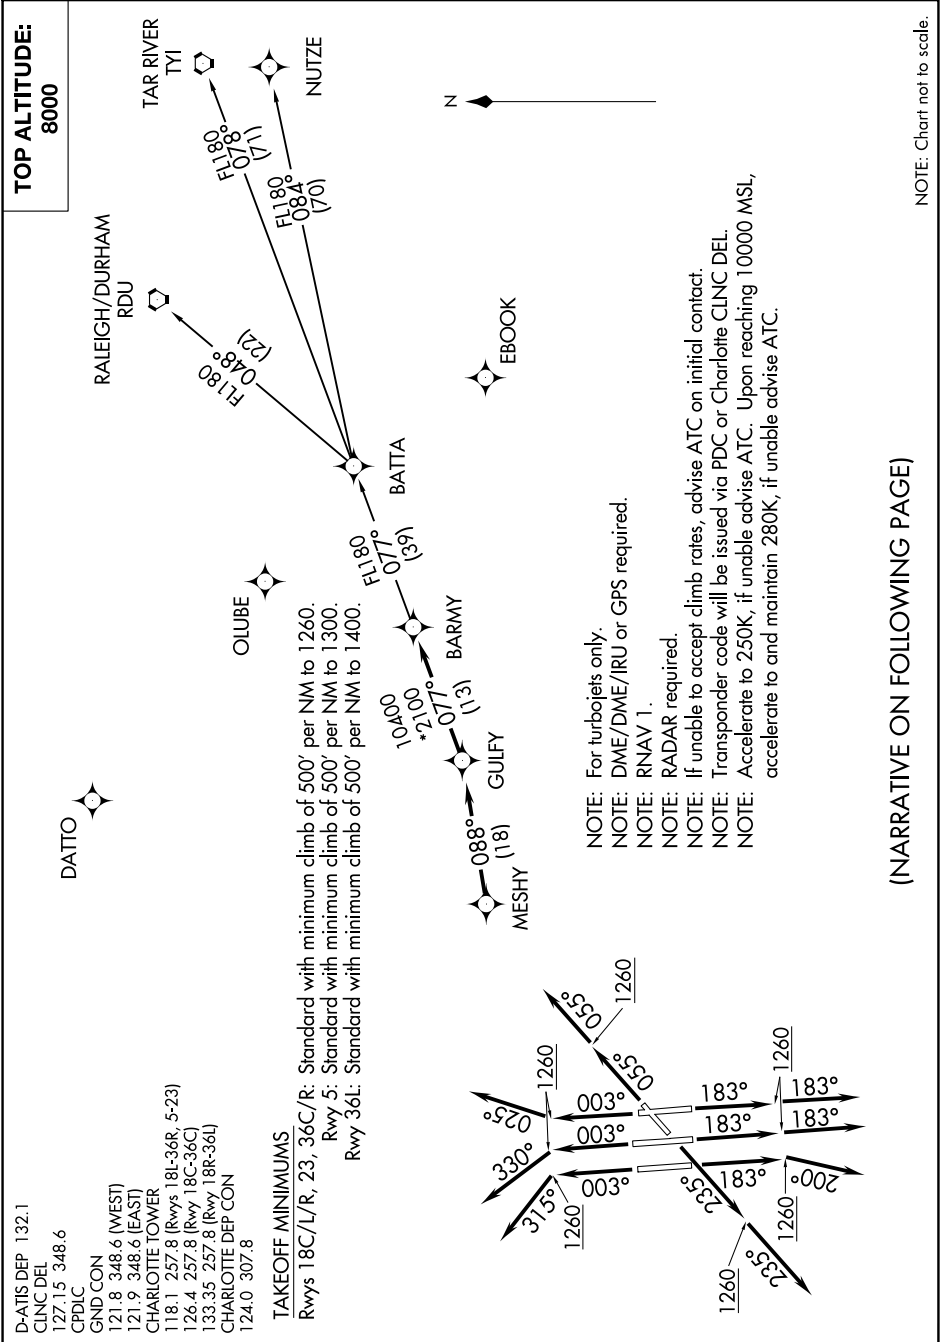 TOP ALTITUDE:
8000
D-ATIS DEP 132.1
CLNC DEL
127.15 348.6
CPDLC
GND CON
121.8 348.6 (WEST)
121.9 348.6 (EAST)
CHARLOTTE TOWER
118.1 257.8 (Rwys 18L-36R, 5-23)
126.4 257.8 (Rwy 18C-36C)
133.35 257.8 (Rwy 18R-36L)
CHARLOTTE DEP CON
124.0 307.8
TAKEOFF MINIMUMS
Rwys 18C/L/R, 23, 36C/R: Standard with minimum climb of 500' per NM to 1260.
Rwy 5: Standard with minimum climb of 500' per NM to 1300.
Rwy 36L: Standard with minimum climb of 500' per NM to 1400.
DATTO
OLUBE
RALEIGH/DURHAM
RDU
TAR RIVER
TYI
NUTZE
FL180
048°
(22)
FL180
078°
(71)
FL180
084°
(70)
BATTA
FL180
077°
(39)
BARMY
10400
*2100
077°
(13)
GULFY
088°
(18)
MESHY
EBOOK
N
315°
330°
025°
1260
1260
003°
003°
003°
055°
055°
1260
235°
235°
1260
183°
183°
183°
1260
1260
200°
183°
183°
NOTE: For turbojets only.
NOTE: DME/DME/IRU or GPS required.
NOTE: RNAV 1.
NOTE: RADAR required.
NOTE: If unable to accept climb rates, advise ATC on initial contact.
NOTE: Transponder code will be issued via PDC or Charlotte CLNC DEL.
NOTE: Accelerate to 250K, if unable advise ATC. Upon reaching 10000 MSL,
accelerate to and maintain 280K, if unable advise ATC.
(NARRATIVE ON FOLLOWING PAGE)
NOTE: Chart not to scale.